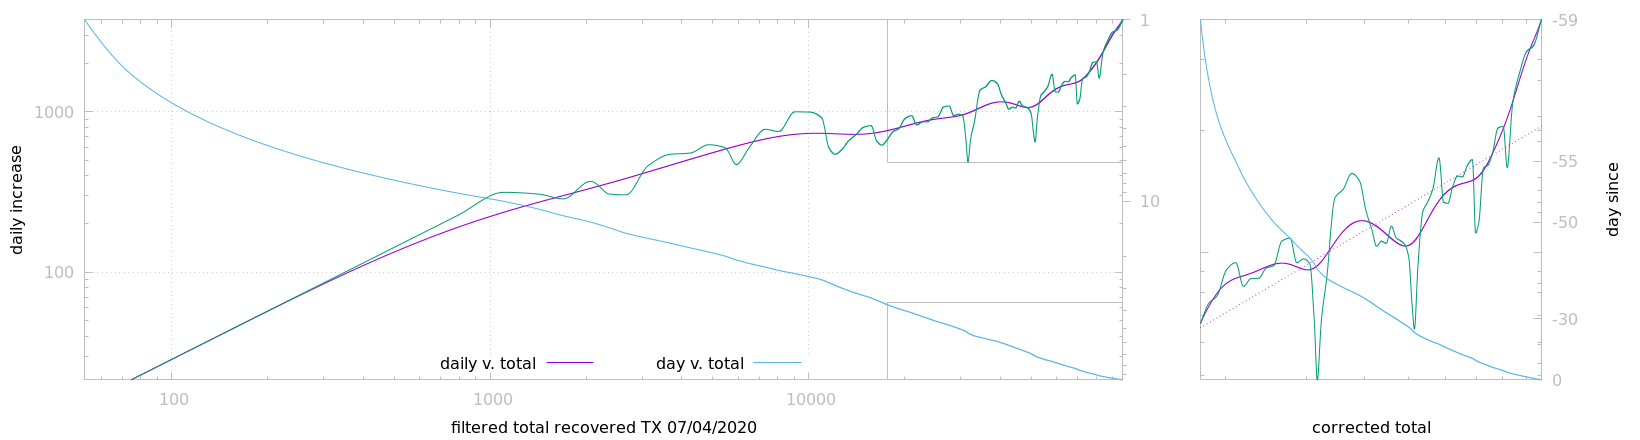 1 -59
1000
daily increase
-55
10
-50
day since
100
-30
daily v. total day v. total
0
100 1000 10000
filtered total recovered TX 07/04/2020 corrected total